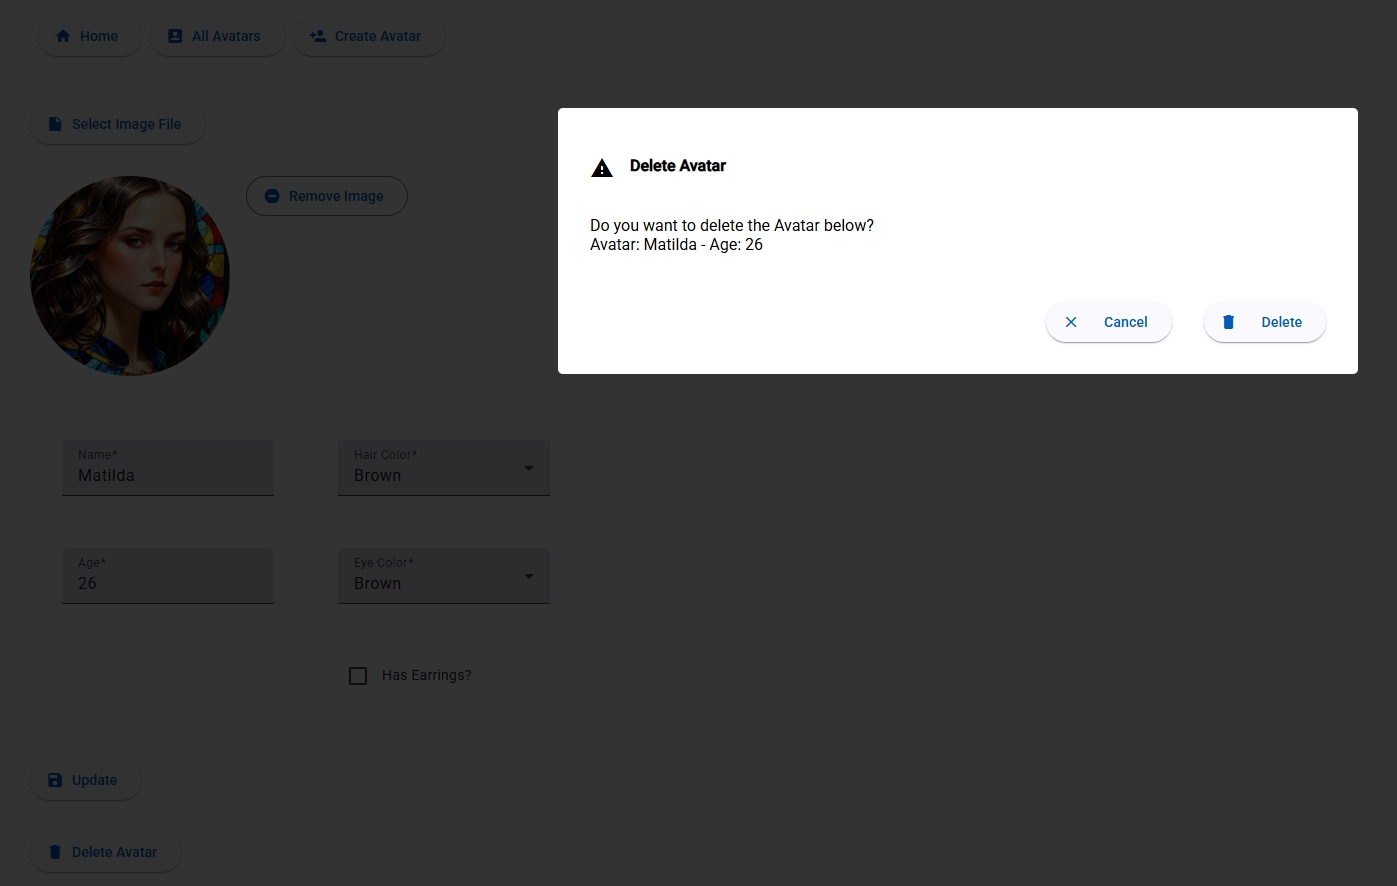 Home
All Avatars
Create Avatar
Select Image File
Remove Image
Delete Avatar
Do you want to delete the Avatar below?
Avatar: Matilda - Age: 26
Cancel
Delete
Name*
Matilda
Hair Color*
Brown
Age*
26
Eye Color*
Brown
Has Earrings?
Update
Delete Avatar